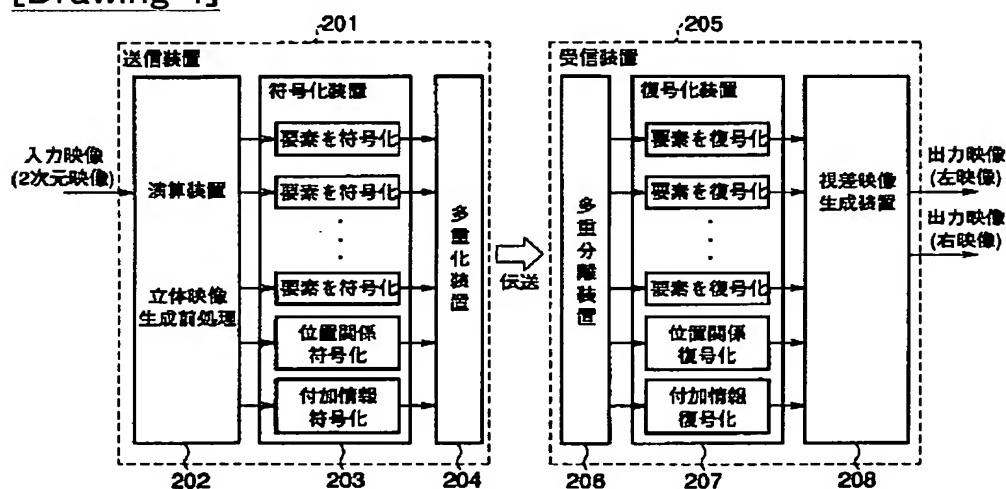 201
送信装置
入力映像
(2次元映像)
演算装置
立体映像
生成前処理
202
符号化装置
要素を符号化
要素を符号化
要素を符号化
位置関係
符号化
付加情報
符号化
203
多重化装置
204
伝送
205
受信装置
多重分離装置
206
復号化装置
要素を復号化
要素を復号化
要素を復号化
位置関係
復号化
付加情報
復号化
207
視差映像
生成装置
208
出力映像
(左映像)
出力映像
(右映像)